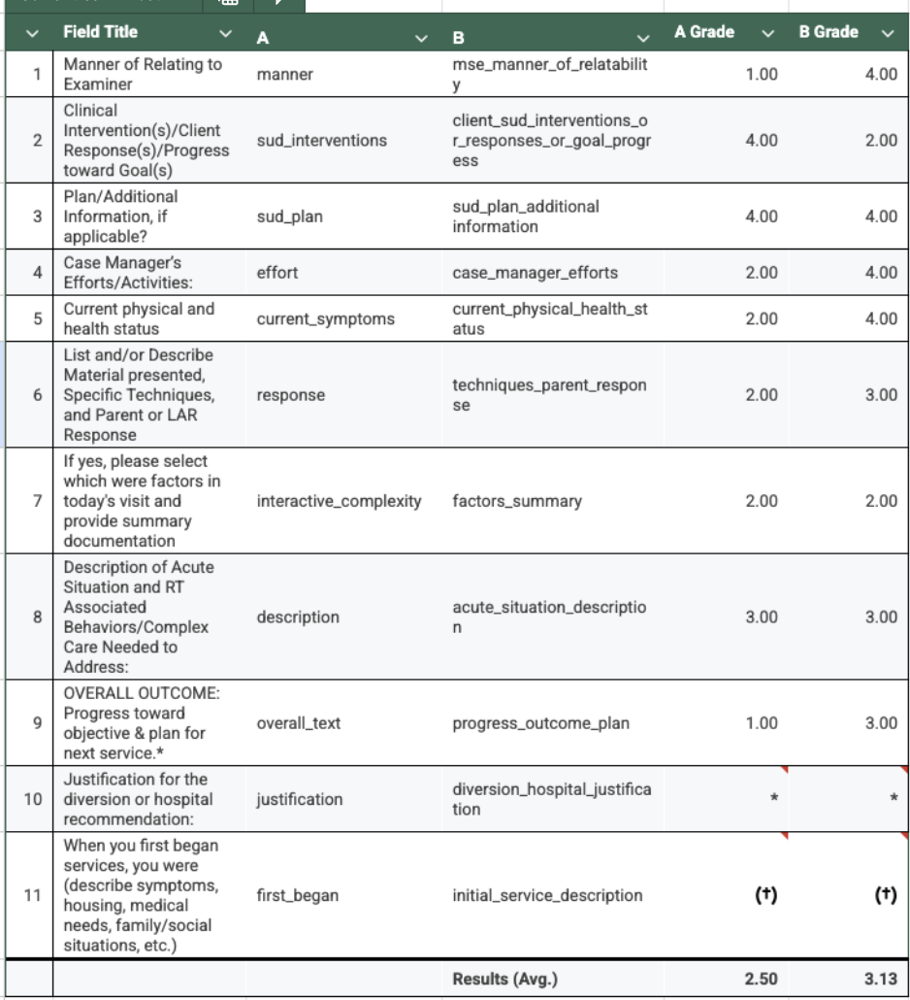 Field Title A B A Grade B Grade
1 Manner of Relating to Examiner manner mse_manner_of_relatability 1.00 4.00
2 Clinical Intervention(s)/Client Response(s)/Progress toward Goal(s) sud_interventions client_sud_interventions_or_responses_or_goal_progress 4.00 2.00
3 Plan/Additional Information, if applicable? sud_plan sud_plan_additional information 4.00 4.00
4 Case Manager's Efforts/Activities: effort case_manager_efforts 2.00 4.00
5 Current physical and health status current_symptoms current_physical_health_status 2.00 4.00
6 List and/or Describe Material presented, Specific Techniques, and Parent or LAR Response response techniques_parent_response 2.00 3.00
7 If yes, please select which were factors in today's visit and provide summary documentation interactive_complexity factors_summary 2.00 2.00
8 Description of Acute Situation and RT Associated Behaviors/Complex Care Needed to Address: description acute_situation_description 3.00 3.00
9 OVERALL OUTCOME: Progress toward objective & plan for next service.* overall_text progress_outcome_plan 1.00 3.00
10 Justification for the diversion or hospital recommendation: justification diversion_hospital_justification * *
11 When you first began services, you were (describe symptoms, housing, medical needs, family/social situations, etc.) first_began initial_service_description (†) (†)
Results (Avg.) 2.50 3.13